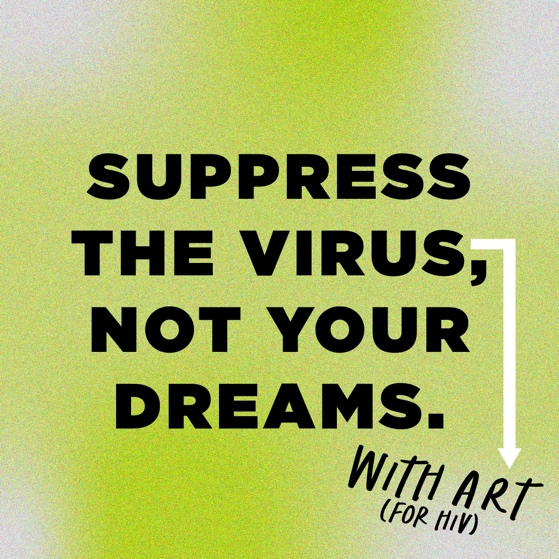 SUPPRESS
THE VIRUS,
NOT YOUR
DREAMS.
WITH ART
(FOR HIV)